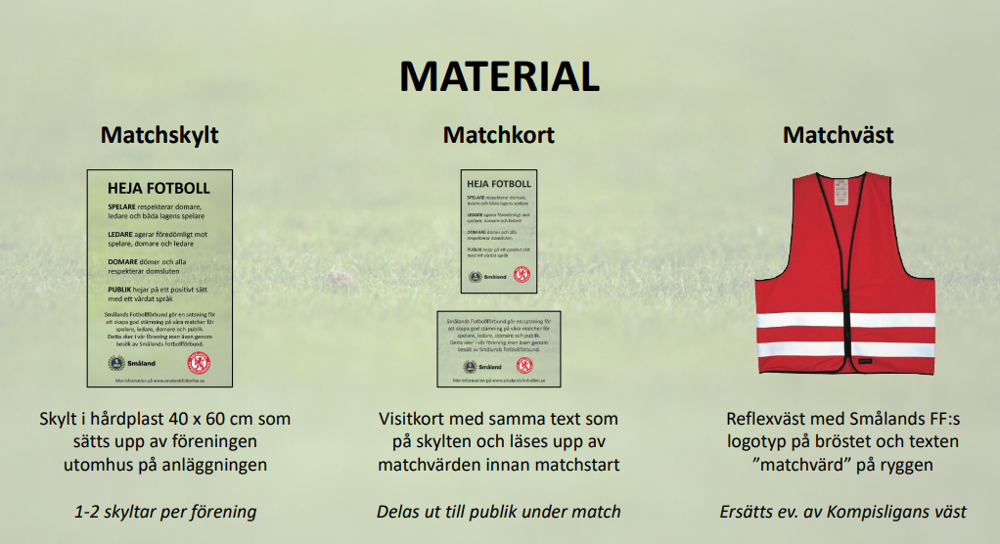 MATERIAL
Matchskylt
HEJA FOTBOLL
SPELARE respekterar domare,
ledare och båda lagens spelare
LEDARE agerar föredömligt mot
spelare, domare och ledare
DOMARE dömer och alla
respekterar domsluten
PUBLIK hejar på ett positivt sätt
med ett vårdat språk
Smålands Fotbollförbund gör en satsning för
att skapa god stämning på våra matcher för
spelare, ledare, domare och publik.
Detta sker i vår förening men även genom
besök av Smålands Fotbollförbund.
Småland
Mer information på www.smalandsfotbollen.se
Skylt i hårdplast 40 x 60 cm som
sätts upp av föreningen
utomhus på anläggningen
1-2 skyltar per förening
Matchkort
HEJA FOTBOLL
SPELARE respekterar domare,
ledare och båda lagens spelare
LEDARE agerar föredömligt mot
spelare, domare och ledare
DOMARE dömer och alla
respekterar domsluten
PUBLIK hejar på ett positivt sätt
med ett vårdat språk
Småland
Smålands Fotbollförbund gör en satsning för
att skapa god stämning på våra matcher för
spelare, ledare, domare och publik.
Detta sker i vår förening men även genom
besök av Smålands Fotbollförbund.
Småland
Mer information på www.smalandsfotbollen.se
Visitkort med samma text som
på skylten och läses upp av
matchvärden innan matchstart
Delas ut till publik under match
Matchväst
Reflexväst med Smålands FF:s
logotyp på bröstet och texten
”matchvärd” på ryggen
Ersätts ev. av Kompisligans väst